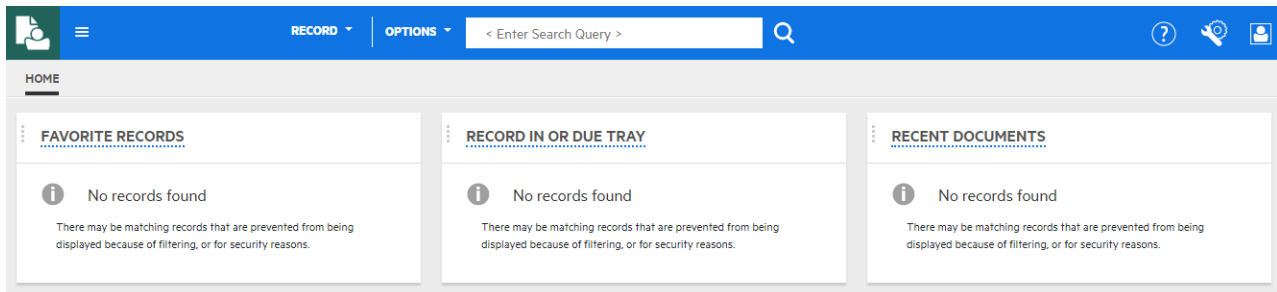 RECORD
OPTIONS
< Enter Search Query >
?
HOME
FAVORITE RECORDS
i No records found
There may be matching records that are prevented from being
displayed because of filtering, or for security reasons.
RECORD IN OR DUE TRAY
i No records found
There may be matching records that are prevented from being
displayed because of filtering, or for security reasons.
RECENT DOCUMENTS
i No records found
There may be matching records that are prevented from being
displayed because of filtering, or for security reasons.